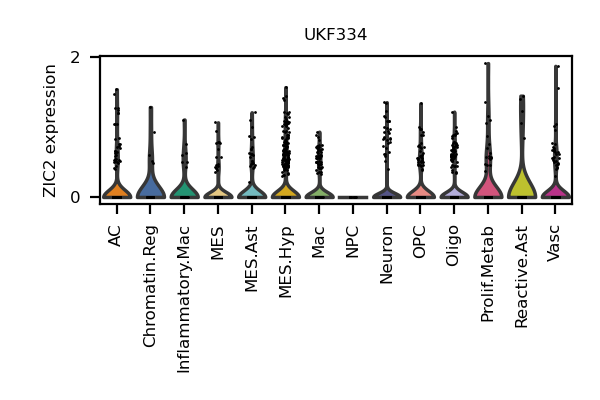 UKF334
ZIC2 expression
2
0
AC
Chromatin.Reg
Inflammatory.Mac
MES
MES.Ast
MES.Hyp
Mac
NPC
Neuron
OPC
Oligo
Prolif.Metab
Reactive.Ast
Vasc